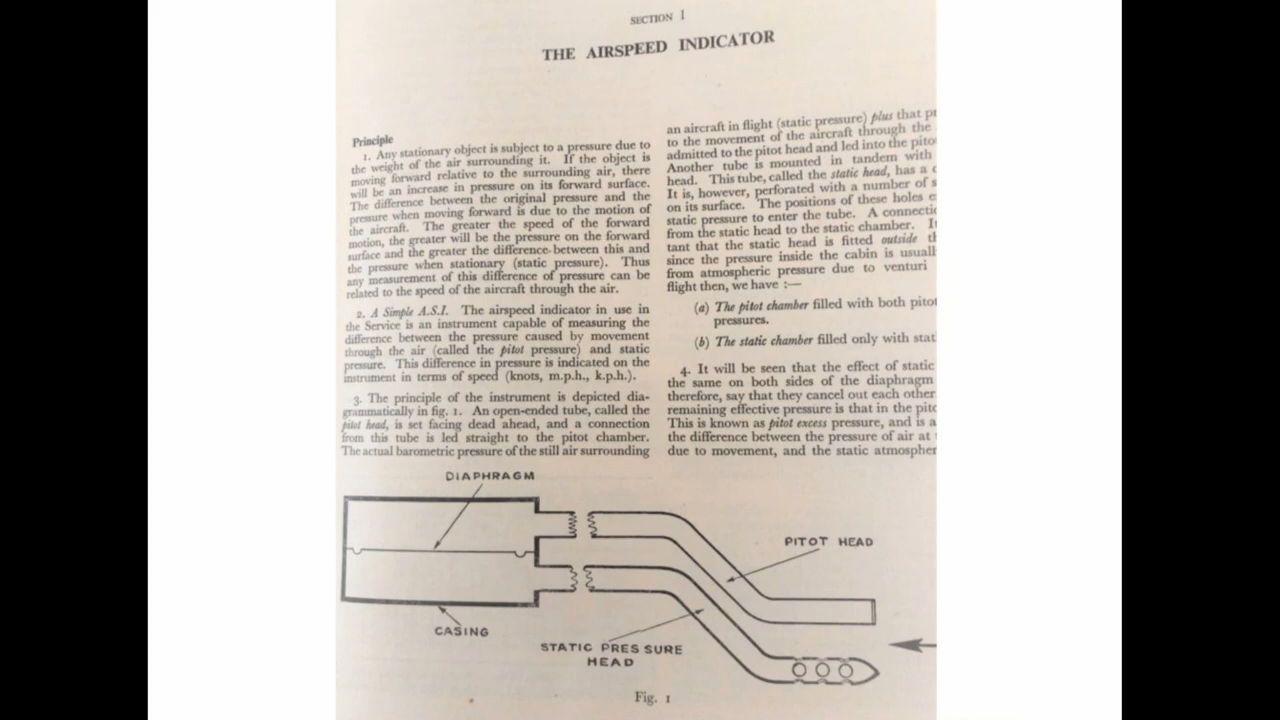 SECTION 1
THE AIRSPEED INDICATOR
Principle
1. Any stationary object is subject to a pressure due to
the weight of the air surrounding it. If the object is
moving forward relative to the surrounding air, there
will be an increase in pressure on its forward surface.
The difference between the original pressure and the
pressure when moving forward is due to the motion of
the aircraft. The greater the speed of the forward
motion, the greater will be the pressure on the forward
surface and the greater the difference between this and
the pressure when stationary (static pressure). Thus
any measurement of this difference of pressure can be
related to the speed of the aircraft through the air.
2. A Simple A.S.I. The airspeed indicator in use in
the Service is an instrument capable of measuring the
difference between the pressure caused by movement
through the air (called the pitot pressure) and static
pressure. This difference in pressure is indicated on the
instrument in terms of speed (knots, m.p.h., k.p.h.).
3. The principle of the instrument is depicted dia-
grammatically in fig. 1. An open-ended tube, called the
pitot head, is set facing dead ahead, and a connection
from this tube is led straight to the pitot chamber.
The actual barometric pressure of the still air surrounding
an aircraft in flight (static pressure) plus that
to the movement of the aircraft through the
admitted to the pitot head and led into the
Another tube is mounted in tandem with
head. This tube, called the static head, has a
It is, however, perforated with a number of
on its surface. The positions of these holes
static pressure to enter the tube. A
from the static head to the static chamber.
tant that the static head is fitted outside
since the pressure inside the cabin is
from atmospheric pressure due to venturi
flight then, we have :—
(a) The pitot chamber filled with both
pressures.
(b) The static chamber filled only with
4. It will be seen that the effect of static
the same on both sides of the diaphragm
therefore, say that they cancel out each other
remaining effective pressure is that in the
This is known as pitot excess pressure, and is
the difference between the pressure of air at
due to movement, and the static
DIAPHRAGM
PITOT HEAD
CASING
STATIC PRESSURE
HEAD
Fig. 1